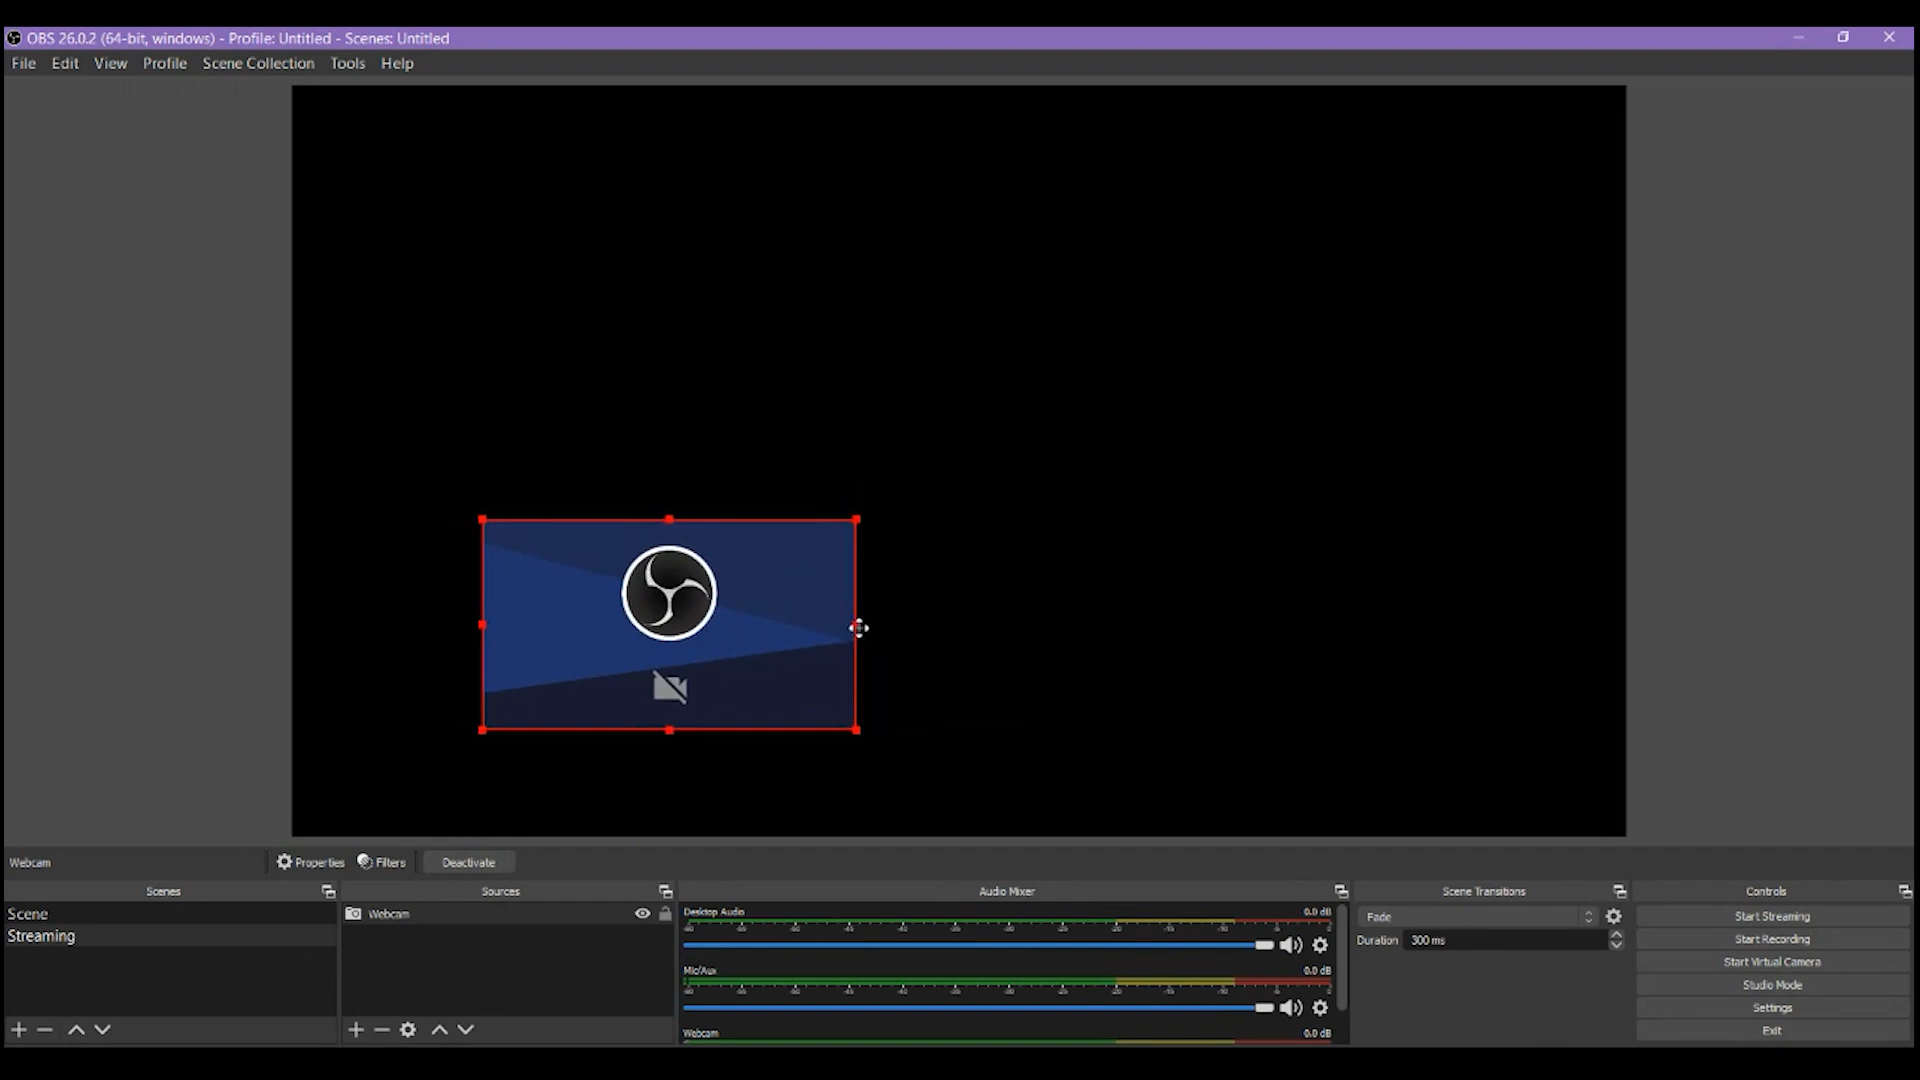 OBS 26.0.2 (64-bit, windows) - Profile: Untitled - Scenes: Untitled
File Edit View Profile Scene Collection Tools Help
Webcam Properties Filters Deactivate
Scenes Sources Audio Mixer Scene Transitions Controls
Scene
Streaming
Webcam
Desktop Audio 0.0 dB
Mic/Aux 0.0 dB
Webcam 0.0 dB
Fade
Duration 300 ms
Start Streaming
Start Recording
Start Virtual Camera
Studio Mode
Settings
Exit